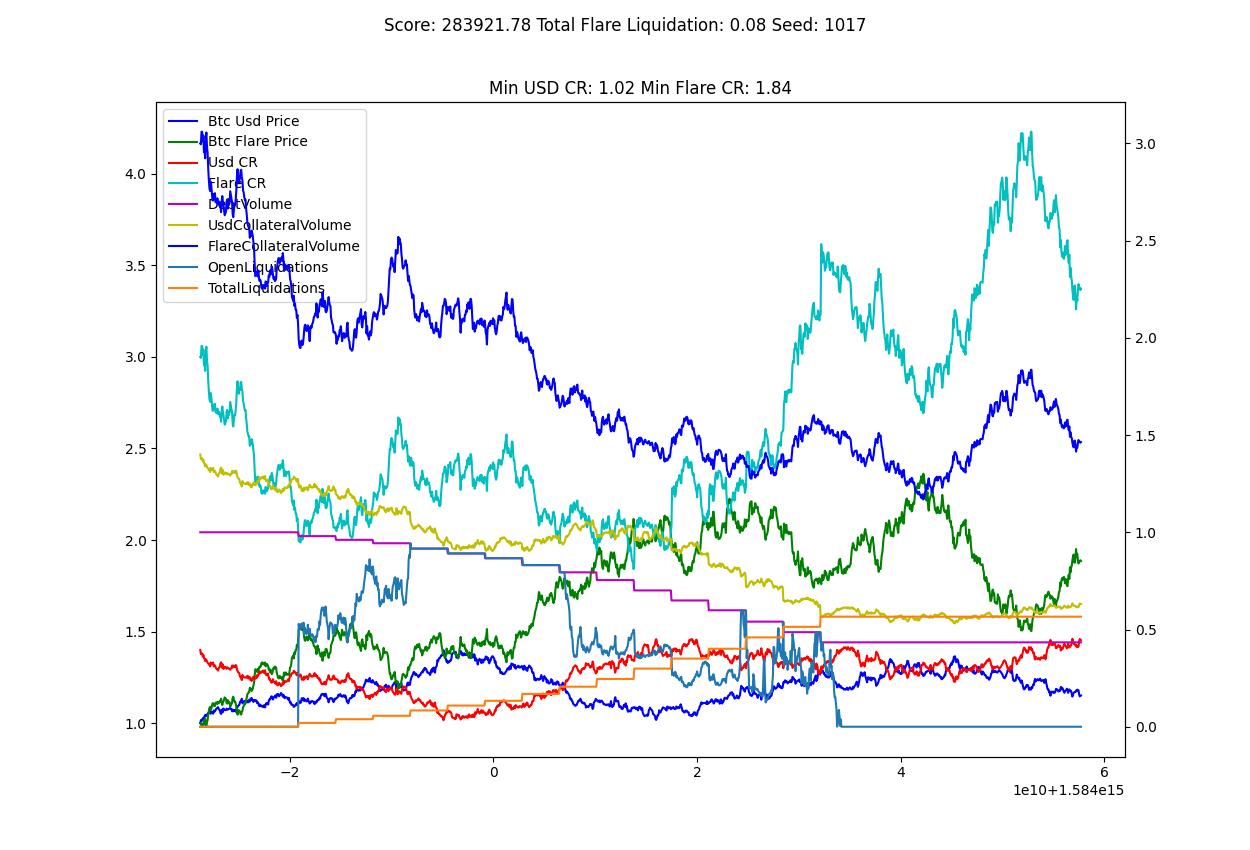 Score: 283921.78 Total Flare Liquidation: 0.08 Seed: 1017
Min USD CR: 1.02 Min Flare CR: 1.84
Btc Usd Price
Btc Flare Price
Usd CR
Flare CR
DebtVolume
UsdCollateralVolume
FlareCollateralVolume
OpenLiquidations
TotalLiquidations
4.0
3.5
3.0
2.5
2.0
1.5
1.0
3.0
2.5
2.0
1.5
1.0
0.5
0.0
−2 0 2 4 6
1e10+1.584e15